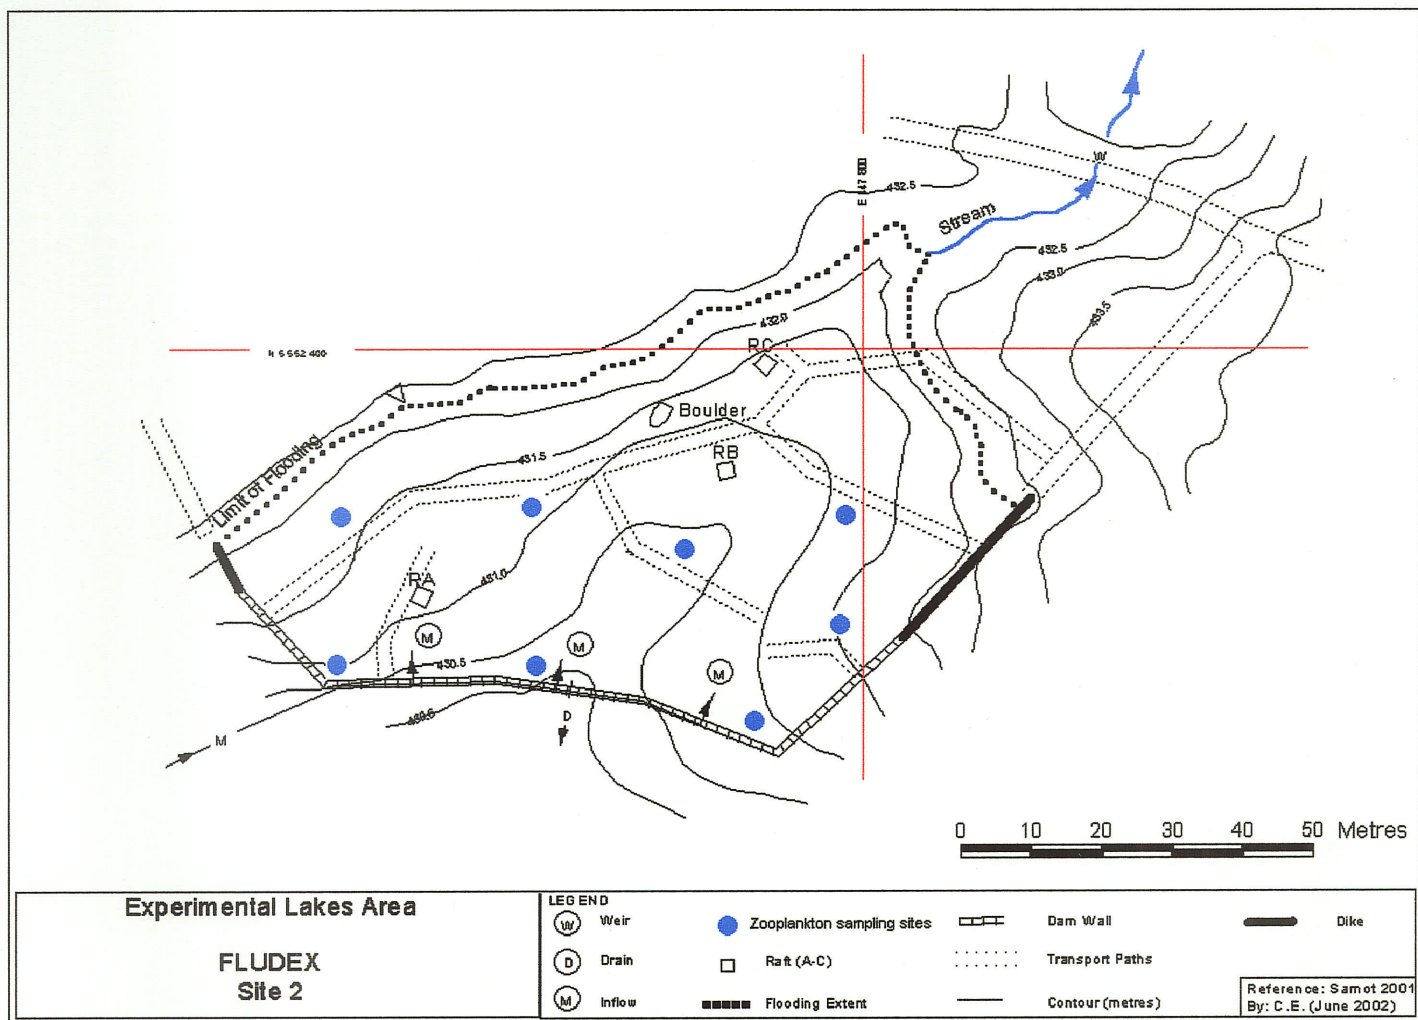 432.5
E 447 800
W
Stream
432.5
433.0
433.5
432.0
N 5 552 400
RC
Boulder
Limit of Flooding
431.5
RB
RA
431.0
M
M
M
430.5
430.5
D
M
0 10 20 30 40 50 Metres
Experimental Lakes Area
FLUDEX
Site 2
LEGEND
W Weir
Zooplankton sampling sites
Dam Wall
Dike
D Drain
Raft (A-C)
Transport Paths
M Inflow
Flooding Extent
Contour (metres)
Reference: Samot 2001
By: C.E. (June 2002)